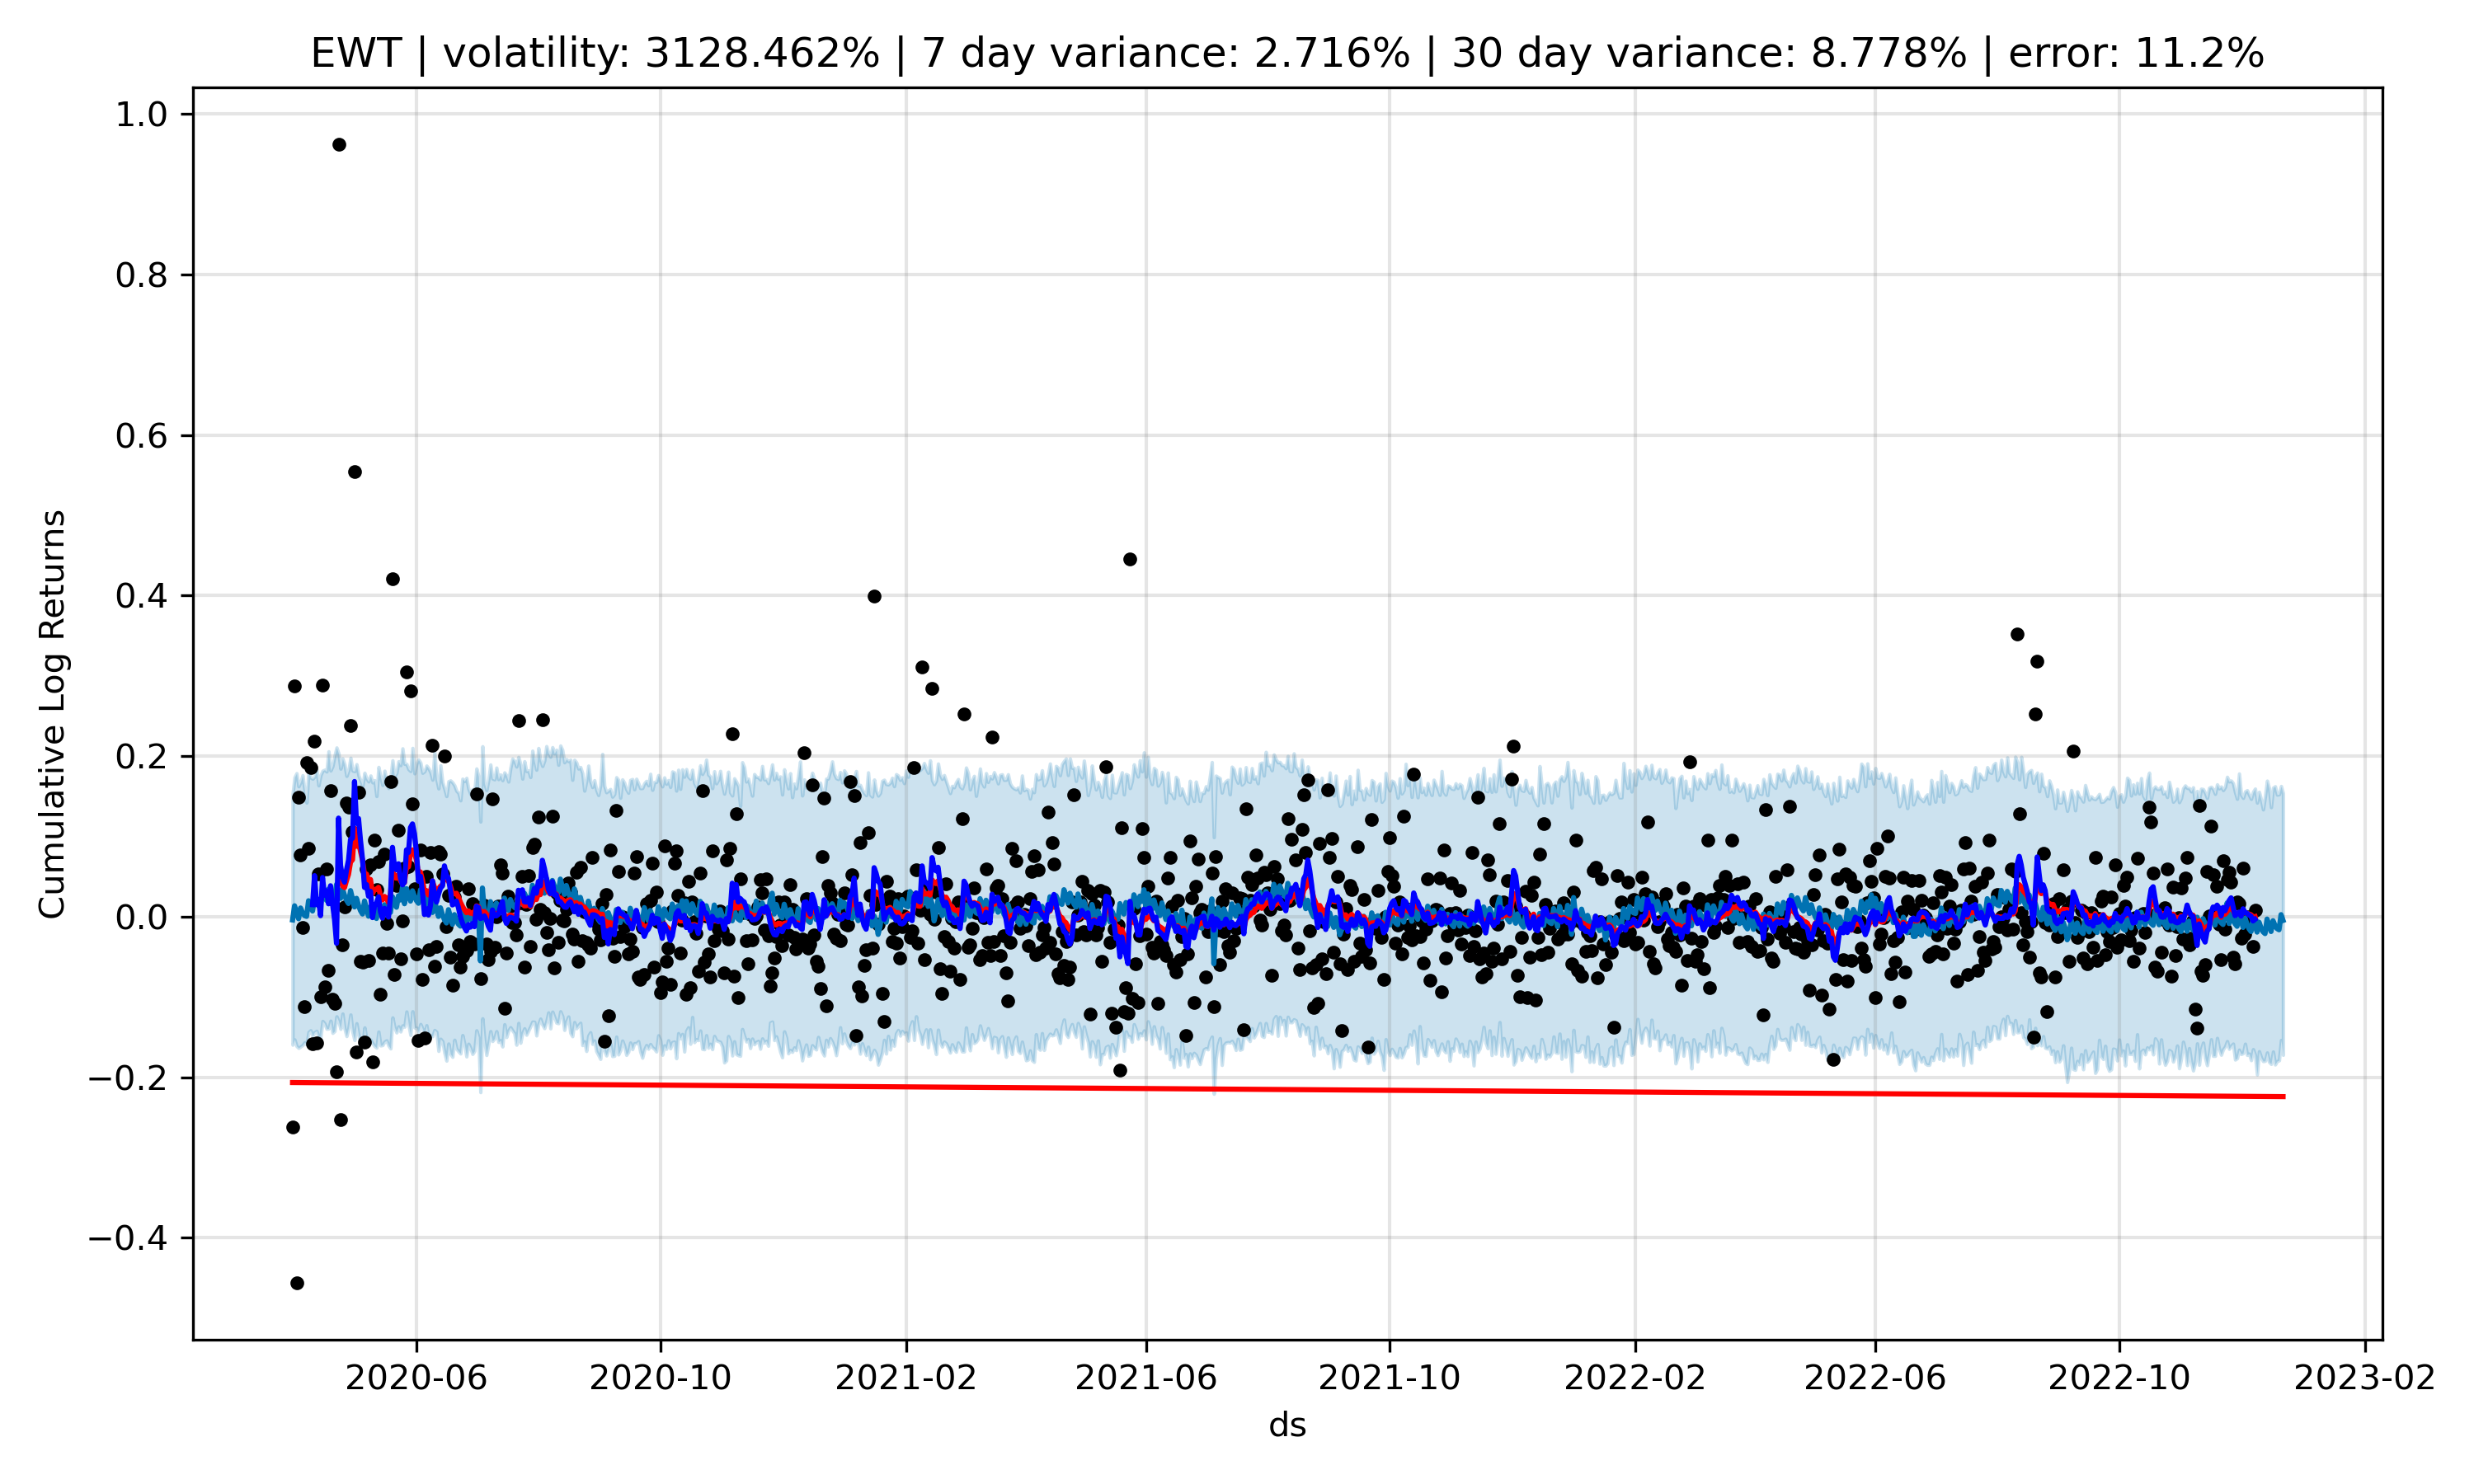 EWT | volatility: 3128.462% | 7 day variance: 2.716% | 30 day variance: 8.778% | error: 11.2%
1.0
0.8
0.6
0.4
0.2
0.0
−0.2
−0.4
Cumulative Log Returns
2020-06 2020-10 2021-02 2021-06 2021-10 2022-02 2022-06 2022-10 2023-02
ds